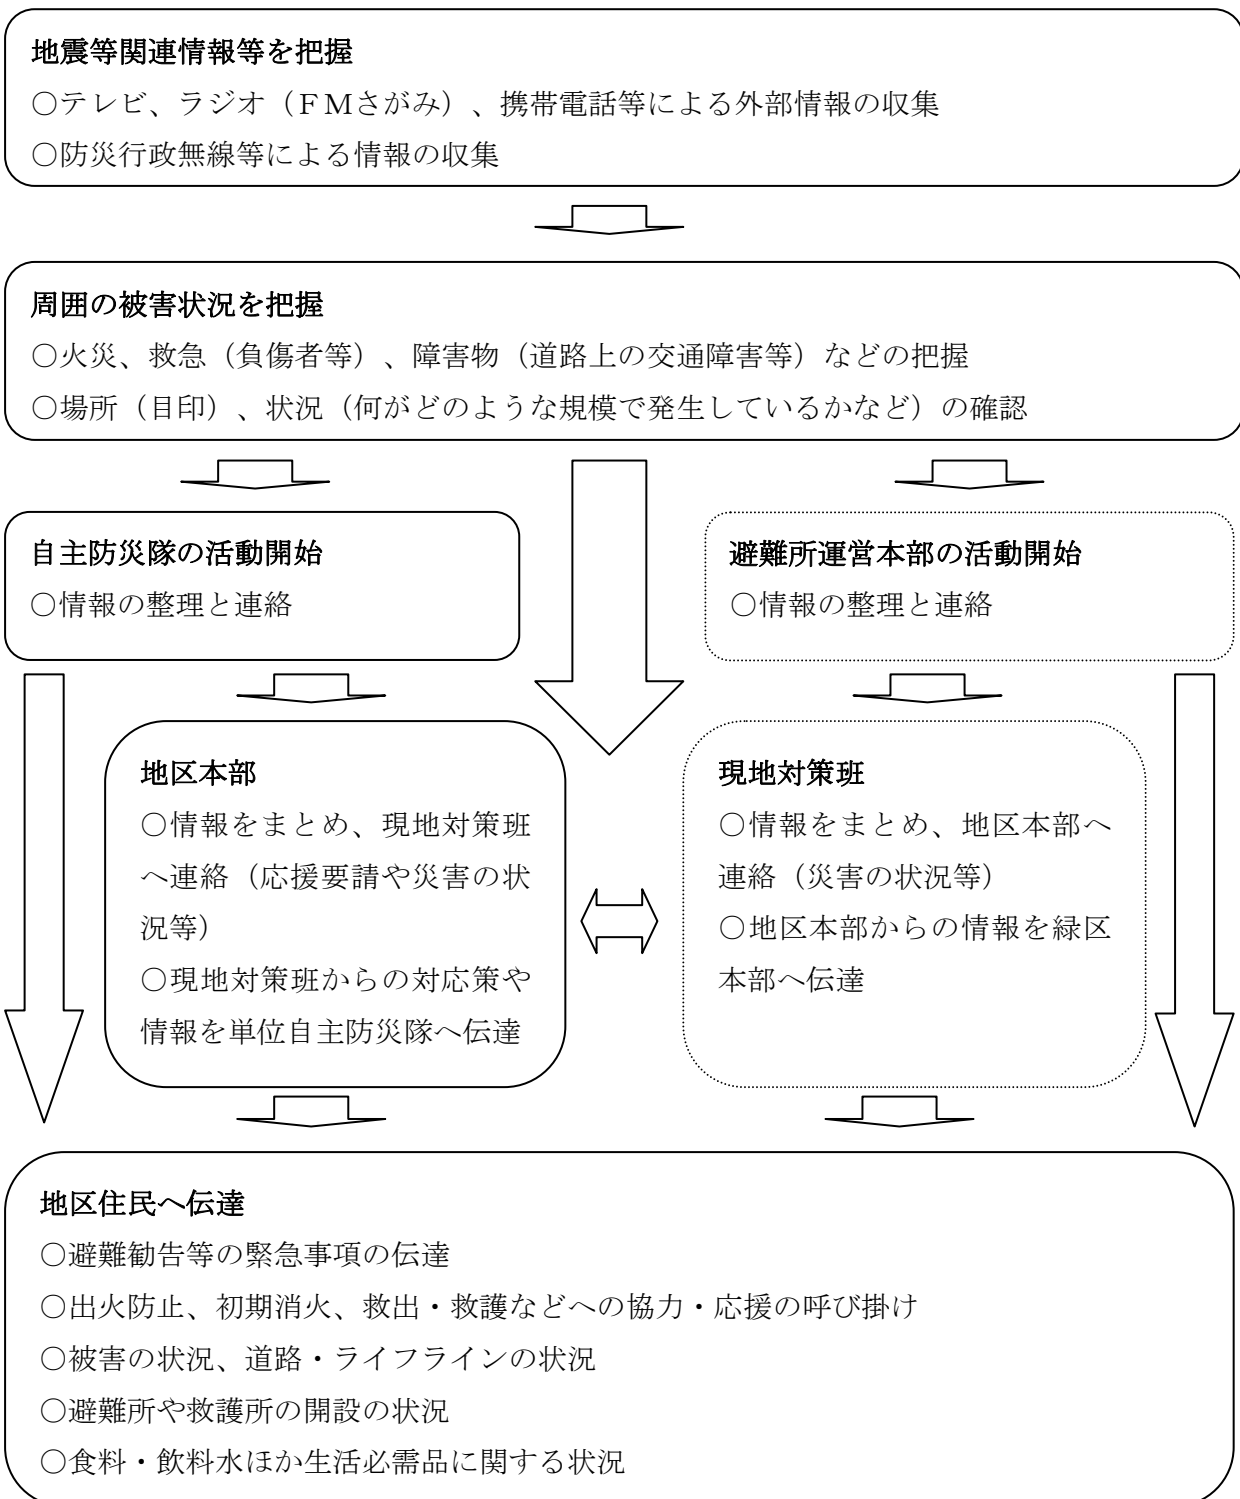 地震等関連情報等を把握
○テレビ、ラジオ（ＦＭさがみ）、携帯電話等による外部情報の収集
○防災行政無線等による情報の収集
周囲の被害状況を把握
○火災、救急（負傷者等）、障害物（道路上の交通障害等）などの把握
○場所（目印）、状況（何がどのような規模で発生しているかなど）の確認
自主防災隊の活動開始
○情報の整理と連絡
避難所運営本部の活動開始
○情報の整理と連絡
地区本部
○情報をまとめ、現地対策班
へ連絡（応援要請や災害の状
況等）
○現地対策班からの対応策や
情報を単位自主防災隊へ伝達
現地対策班
○情報をまとめ、地区本部へ
連絡（災害の状況等）
○地区本部からの情報を緑区
本部へ伝達
地区住民へ伝達
○避難勧告等の緊急事項の伝達
○出火防止、初期消火、救出・救護などへの協力・応援の呼び掛け
○被害の状況、道路・ライフラインの状況
○避難所や救護所の開設の状況
○食料・飲料水ほか生活必需品に関する状況